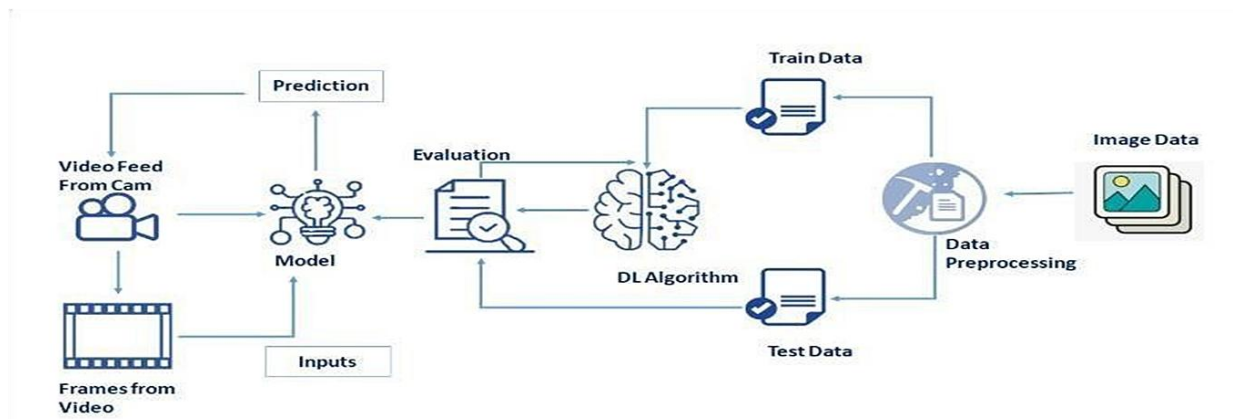 Train Data
Prediction
Image Data
Evaluation
Video Feed
From Cam
Model
Data
Preprocessing
DL Algorithm
Test Data
Inputs
Frames from
Video